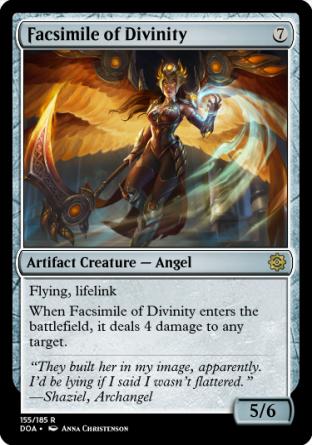 Facsimile of Divinity 7
Artifact Creature — Angel
Flying, lifelink
When Facsimile of Divinity enters the
battlefield, it deals 4 damage to any
target.
“They built her in my image, apparently.
I’d be lying if I said I wasn’t flattered.”
—Shaziel, Archangel
5/6
155/185 R
DOA • Anna Christenson